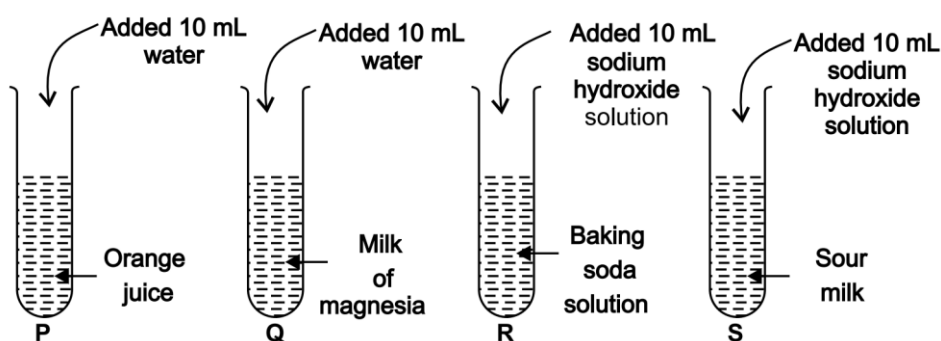 Added 10 mL
water
Added 10 mL
water
Added 10 mL
sodium
hydroxide
solution
Added 10 mL
sodium
hydroxide
solution
Orange
juice
Milk
of
magnesia
Baking
soda
solution
Sour
milk
P
Q
R
S